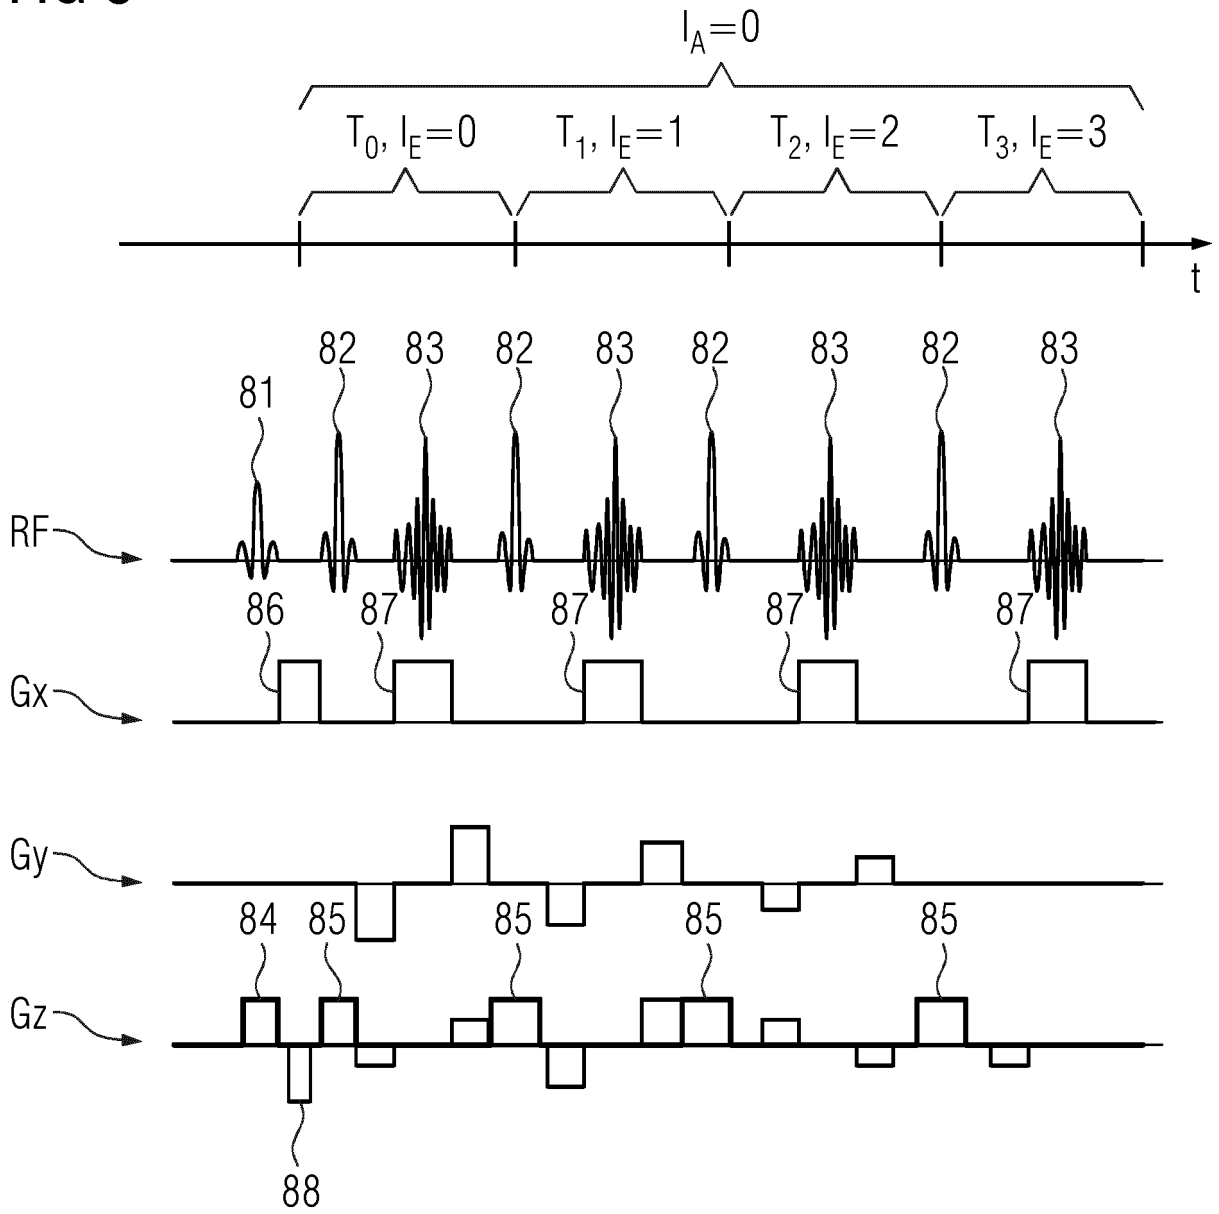 I_A=0
T_0, I_E=0 T_1, I_E=1 T_2, I_E=2 T_3, I_E=3
t
82 83 82 83 82 83 82 83
81
RF
86 87 87 87 87
Gx
Gy
84 85 85 85 85
Gz
88